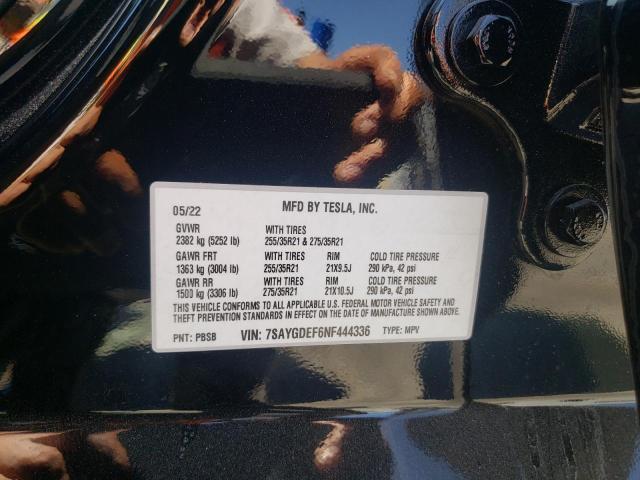 05/22 MFD BY TESLA, INC.
GVWR WITH TIRES
2382 kg (5252 lb) 255/35R21 & 275/35R21
GAWR FRT WITH TIRES RIM COLD TIRE PRESSURE
1363 kg (3004 lb) 255/35R21 21X9.5J 290 kPa, 42 psi
GAWR RR WITH TIRES RIM COLD TIRE PRESSURE
1500 kg (3306 lb) 275/35R21 21X10.5J 290 kPa, 42 psi
THIS VEHICLE CONFORMS TO ALL APPLICABLE U.S. FEDERAL MOTOR VEHICLE SAFETY AND
THEFT PREVENTION STANDARDS IN EFFECT ON THE DATE OF MANUFACTURE SHOWN ABOVE.
PNT: PBSB VIN: 7SAYGDEF6NF444336 TYPE: MPV